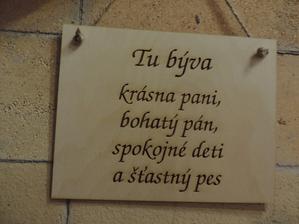 Tu býva
krásna pani,
bohatý pán,
spokojné deti
a šťastný pes